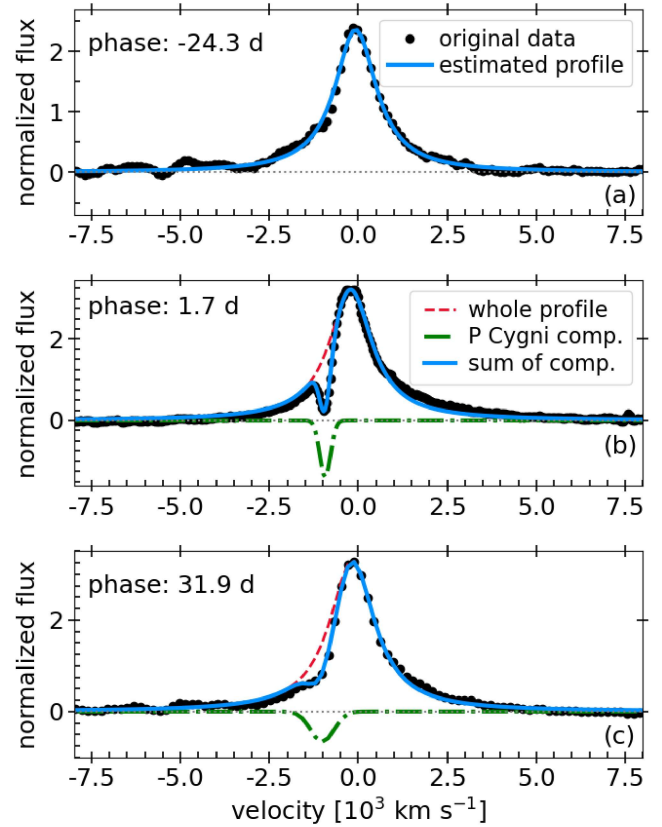 phase: -24.3 d
original data
estimated profile
normalized flux
2
1
0
(a)
-7.5 -5.0 -2.5 0.0 2.5 5.0 7.5
phase: 1.7 d
whole profile
P Cygni comp.
sum of comp.
normalized flux
2
0
(b)
-7.5 -5.0 -2.5 0.0 2.5 5.0 7.5
phase: 31.9 d
normalized flux
2
0
(c)
-7.5 -5.0 -2.5 0.0 2.5 5.0 7.5
velocity [10³ km s⁻¹]